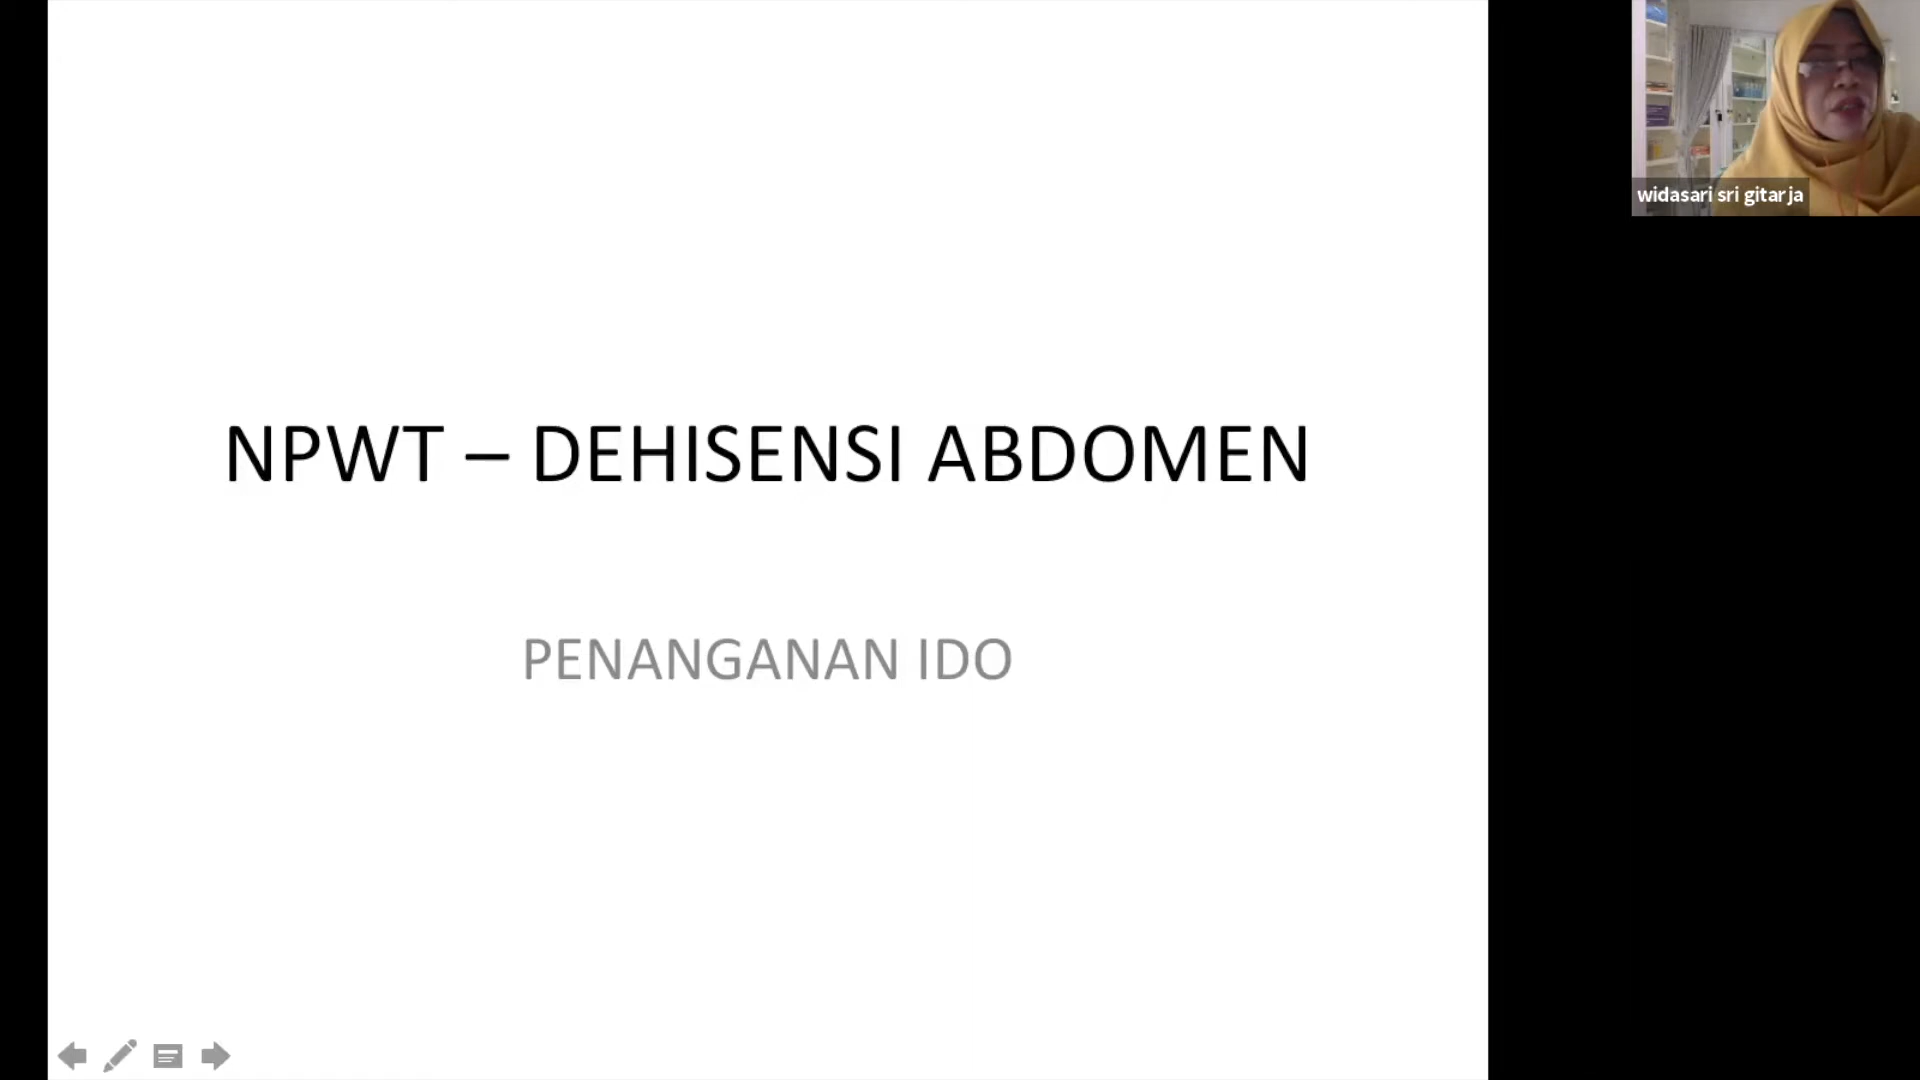 NPWT – DEHISENSI ABDOMEN
PENANGANAN IDO
widasari sri gitarja